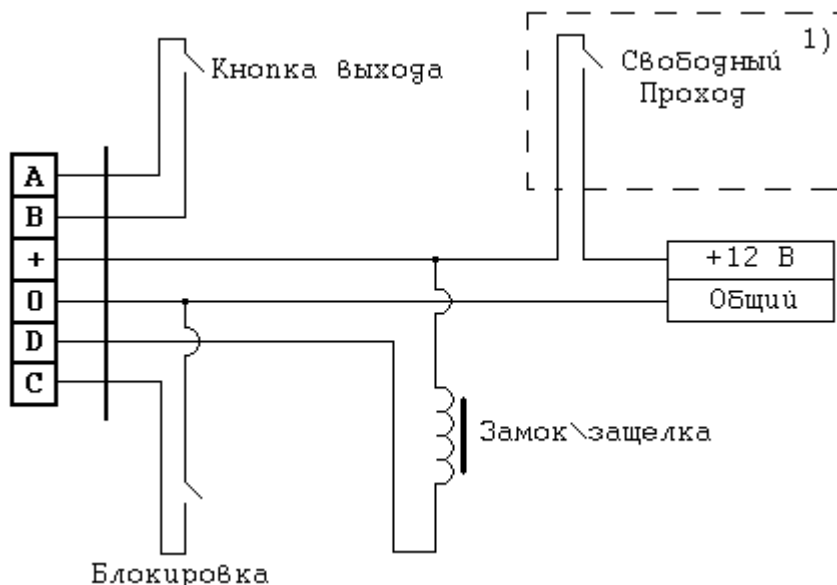 1)
Кнопка выхода
Свободный
Проход
A
B
+
0
D
C
+12 В
Общий
Замок\защелка
Блокировка